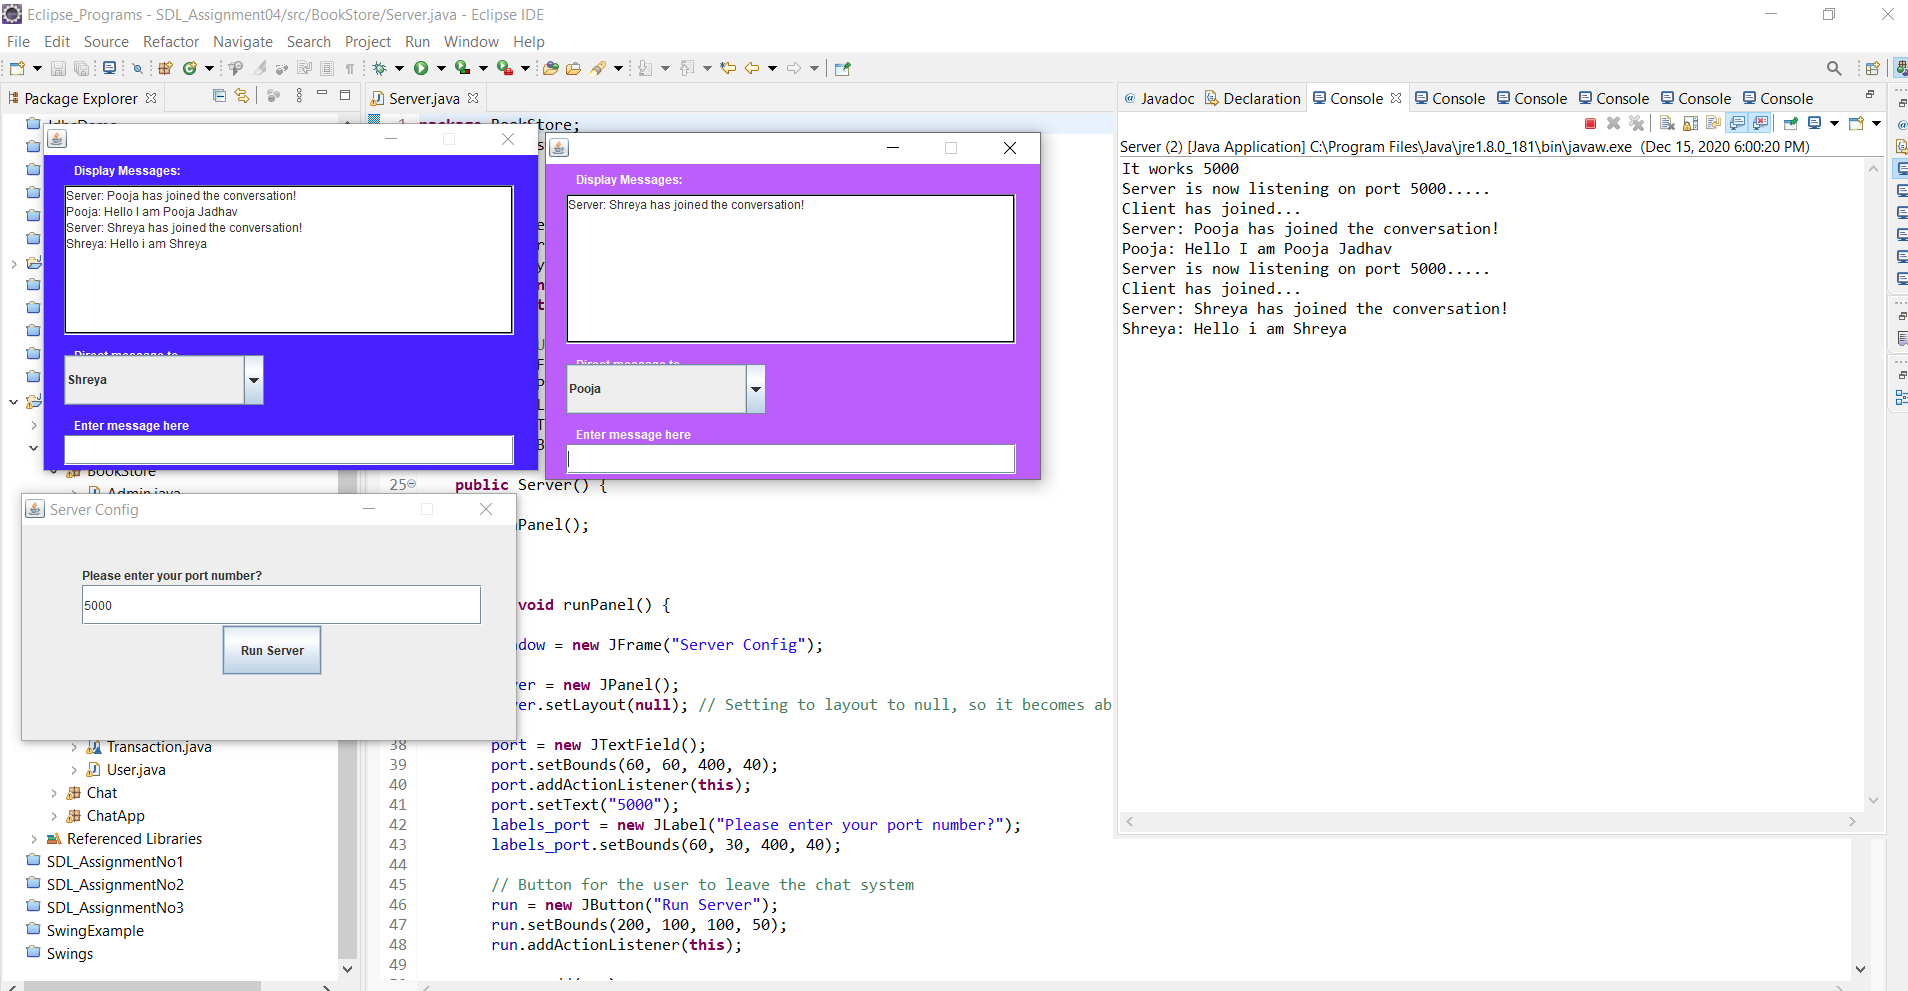 Eclipse_Programs - SDL_Assignment04/src/BookStore/Server.java - Eclipse IDE
File Edit Source Refactor Navigate Search Project Run Window Help
Package Explorer
Server.java
@ Javadoc Declaration Console Console Console Console Console Console
Server (2) [Java Application] C:\Program Files\Java\jre1.8.0_181\bin\javaw.exe (Dec 15, 2020 6:00:20 PM)
It works 5000
Server is now listening on port 5000.....
Client has joined...
Server: Pooja has joined the conversation!
Pooja: Hello I am Pooja Jadhav
Server is now listening on port 5000.....
Client has joined...
Server: Shreya has joined the conversation!
Shreya: Hello i am Shreya
Display Messages:
Server: Pooja has joined the conversation!
Pooja: Hello I am Pooja Jadhav
Server: Shreya has joined the conversation!
Shreya: Hello i am Shreya
Direct message to
Shreya
Enter message here
Display Messages:
Server: Shreya has joined the conversation!
Direct message to
Pooja
Enter message here
BookStore
Admin.java
Server Config
Please enter your port number?
5000
Run Server
Transaction.java
User.java
Chat
ChatApp
Referenced Libraries
SDL_AssignmentNo1
SDL_AssignmentNo2
SDL_AssignmentNo3
SwingExample
Swings
1 package BookStore;
25 public Server() {
Panel();
void runPanel() {
dow = new JFrame("Server Config");
er = new JPanel();
ver.setLayout(null); // Setting to layout to null, so it becomes ab
38 port = new JTextField();
39 port.setBounds(60, 60, 400, 40);
40 port.addActionListener(this);
41 port.setText("5000");
42 labels_port = new JLabel("Please enter your port number?");
43 labels_port.setBounds(60, 30, 400, 40);
44
45 // Button for the user to leave the chat system
46 run = new JButton("Run Server");
47 run.setBounds(200, 100, 100, 50);
48 run.addActionListener(this);
49